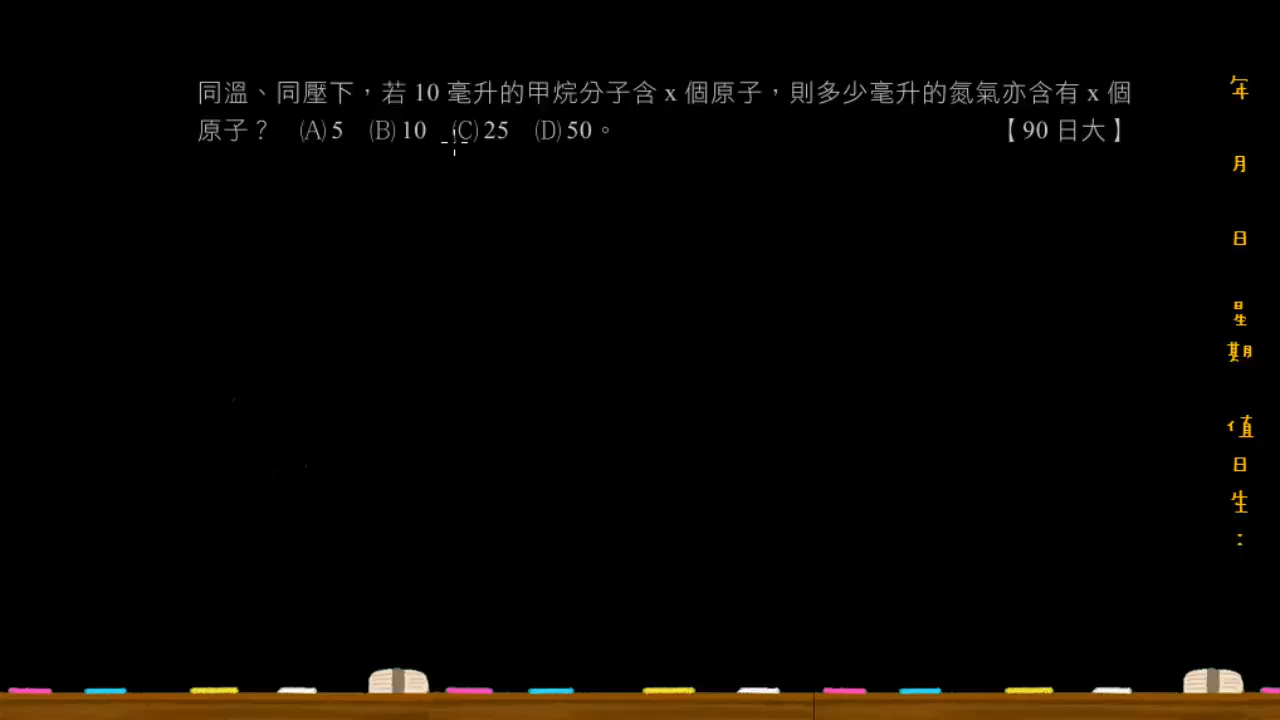 同溫、同壓下，若 10 毫升的甲烷分子含 x 個原子，則多少毫升的氮氣亦含有 x 個
原子？ (A) 5 (B) 10 (C) 25 (D) 50。 【90 日大】
年
月
日
星
期
值
日
生
：